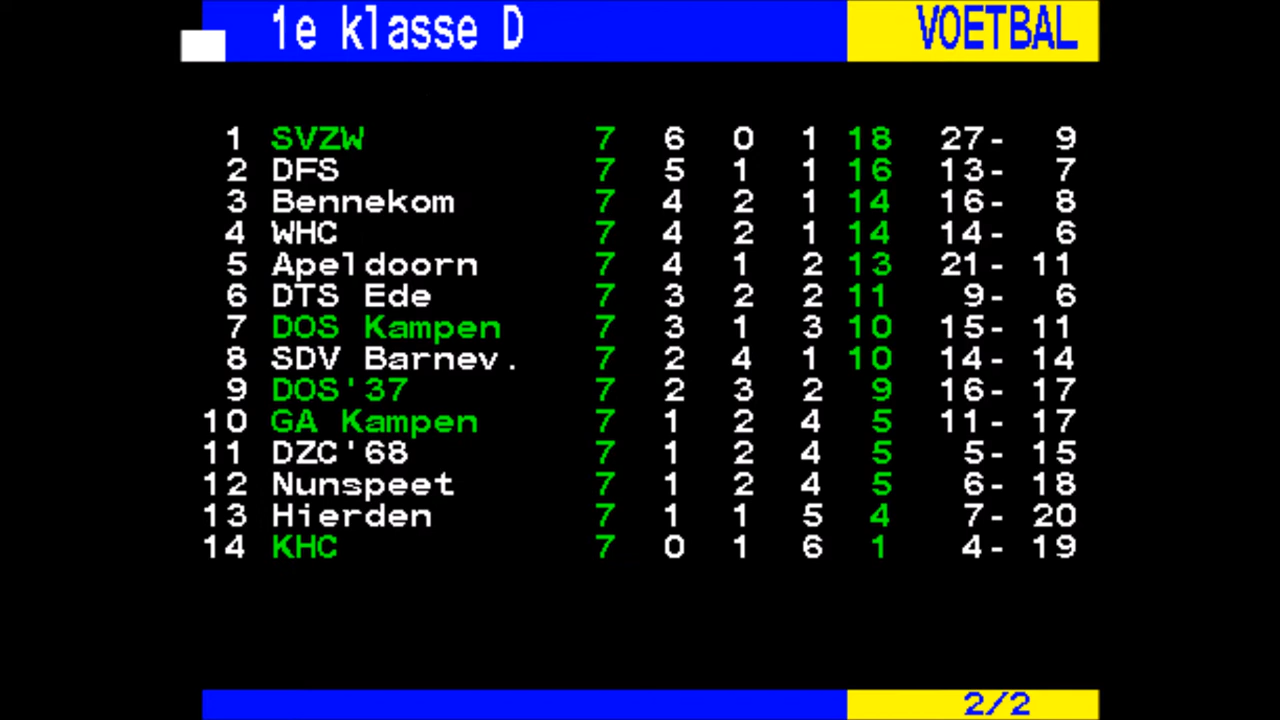 1e klasse D VOETBAL
1 SVZW 7 6 0 1 18 27- 9
2 DFS 7 5 1 1 16 13- 7
3 Bennekom 7 4 2 1 14 16- 8
4 WHC 7 4 2 1 14 14- 6
5 Apeldoorn 7 4 1 2 13 21- 11
6 DTS Ede 7 3 2 2 11 9- 6
7 DOS Kampen 7 3 1 3 10 15- 11
8 SDV Barnev. 7 2 4 1 10 14- 14
9 DOS'37 7 2 3 2 9 16- 17
10 GA Kampen 7 1 2 4 5 11- 17
11 DZC'68 7 1 2 4 5 5- 15
12 Nunspeet 7 1 2 4 5 6- 18
13 Hierden 7 1 1 5 4 7- 20
14 KHC 7 0 1 6 1 4- 19
2/2